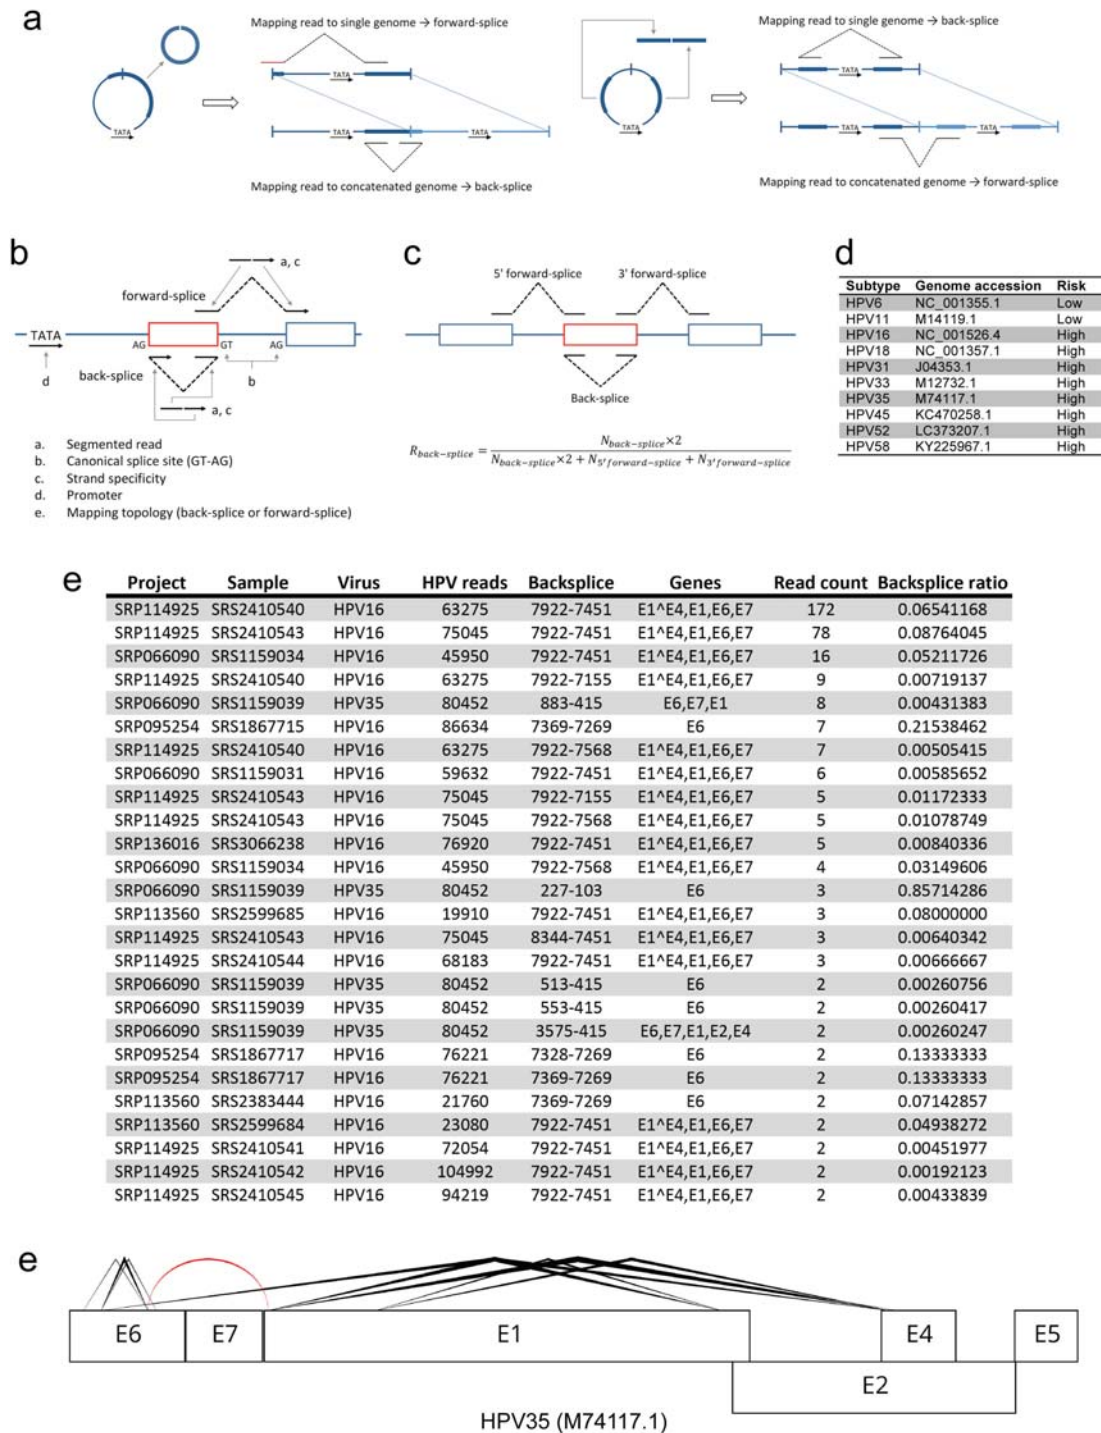 a
Mapping read to single genome → forward-splice
TATA
TATA
TATA
TATA
Mapping read to concatenated genome → back-splice
Mapping read to single genome → back-splice
TATA
TATA
TATA
TATA
Mapping read to concatenated genome → forward-splice
b
a, c
forward-splice
TATA
AG
GT
AG
back-splice
d
b
a, c
a. Segmented read
b. Canonical splice site (GT-AG)
c. Strand specificity
d. Promoter
e. Mapping topology (back-splice or forward-splice)
c
5' forward-splice 3' forward-splice
Back-splice
R back−splice = N back−splice ×2 / N back−splice ×2 + N 5'forward−splice + N 3'forward−splice
d
Subtype Genome accession Risk
HPV6 NC_001355.1 Low
HPV11 M14119.1 Low
HPV16 NC_001526.4 High
HPV18 NC_001357.1 High
HPV31 J04353.1 High
HPV33 M12732.1 High
HPV35 M74117.1 High
HPV45 KC470258.1 High
HPV52 LC373207.1 High
HPV58 KY225967.1 High
e
Project Sample Virus HPV reads Backsplice Genes Read count Backsplice ratio
SRP114925 SRS2410540 HPV16 63275 7922-7451 E1^E4,E1,E6,E7 172 0.06541168
SRP114925 SRS2410543 HPV16 75045 7922-7451 E1^E4,E1,E6,E7 78 0.08764045
SRP066090 SRS1159034 HPV16 45950 7922-7451 E1^E4,E1,E6,E7 16 0.05211726
SRP114925 SRS2410540 HPV16 63275 7922-7155 E1^E4,E1,E6,E7 9 0.00719137
SRP066090 SRS1159039 HPV35 80452 883-415 E6,E7,E1 8 0.00431383
SRP095254 SRS1867715 HPV16 86634 7369-7269 E6 7 0.21538462
SRP114925 SRS2410540 HPV16 63275 7922-7568 E1^E4,E1,E6,E7 7 0.00505415
SRP066090 SRS1159031 HPV16 59632 7922-7451 E1^E4,E1,E6,E7 6 0.00585652
SRP114925 SRS2410543 HPV16 75045 7922-7155 E1^E4,E1,E6,E7 5 0.01172333
SRP114925 SRS2410543 HPV16 75045 7922-7568 E1^E4,E1,E6,E7 5 0.01078749
SRP136016 SRS3066238 HPV16 76920 7922-7451 E1^E4,E1,E6,E7 5 0.00840336
SRP066090 SRS1159034 HPV16 45950 7922-7568 E1^E4,E1,E6,E7 4 0.03149606
SRP066090 SRS1159039 HPV35 80452 227-103 E6 3 0.85714286
SRP113560 SRS2599685 HPV16 19910 7922-7451 E1^E4,E1,E6,E7 3 0.08000000
SRP114925 SRS2410543 HPV16 75045 8344-7451 E1^E4,E1,E6,E7 3 0.00640342
SRP114925 SRS2410544 HPV16 68183 7922-7451 E1^E4,E1,E6,E7 3 0.00666667
SRP066090 SRS1159039 HPV35 80452 513-415 E6 2 0.00260756
SRP066090 SRS1159039 HPV35 80452 553-415 E6 2 0.00260417
SRP066090 SRS1159039 HPV35 80452 3575-415 E6,E7,E1,E2,E4 2 0.00260247
SRP095254 SRS1867717 HPV16 76221 7328-7269 E6 2 0.13333333
SRP095254 SRS1867717 HPV16 76221 7369-7269 E6 2 0.13333333
SRP113560 SRS2383444 HPV16 21760 7369-7269 E6 2 0.07142857
SRP113560 SRS2599684 HPV16 23080 7922-7451 E1^E4,E1,E6,E7 2 0.04938272
SRP114925 SRS2410541 HPV16 72054 7922-7451 E1^E4,E1,E6,E7 2 0.00451977
SRP114925 SRS2410542 HPV16 104992 7922-7451 E1^E4,E1,E6,E7 2 0.00192123
SRP114925 SRS2410545 HPV16 94219 7922-7451 E1^E4,E1,E6,E7 2 0.00433839
e
E6 E7 E1 E4 E5
E2
HPV35 (M74117.1)